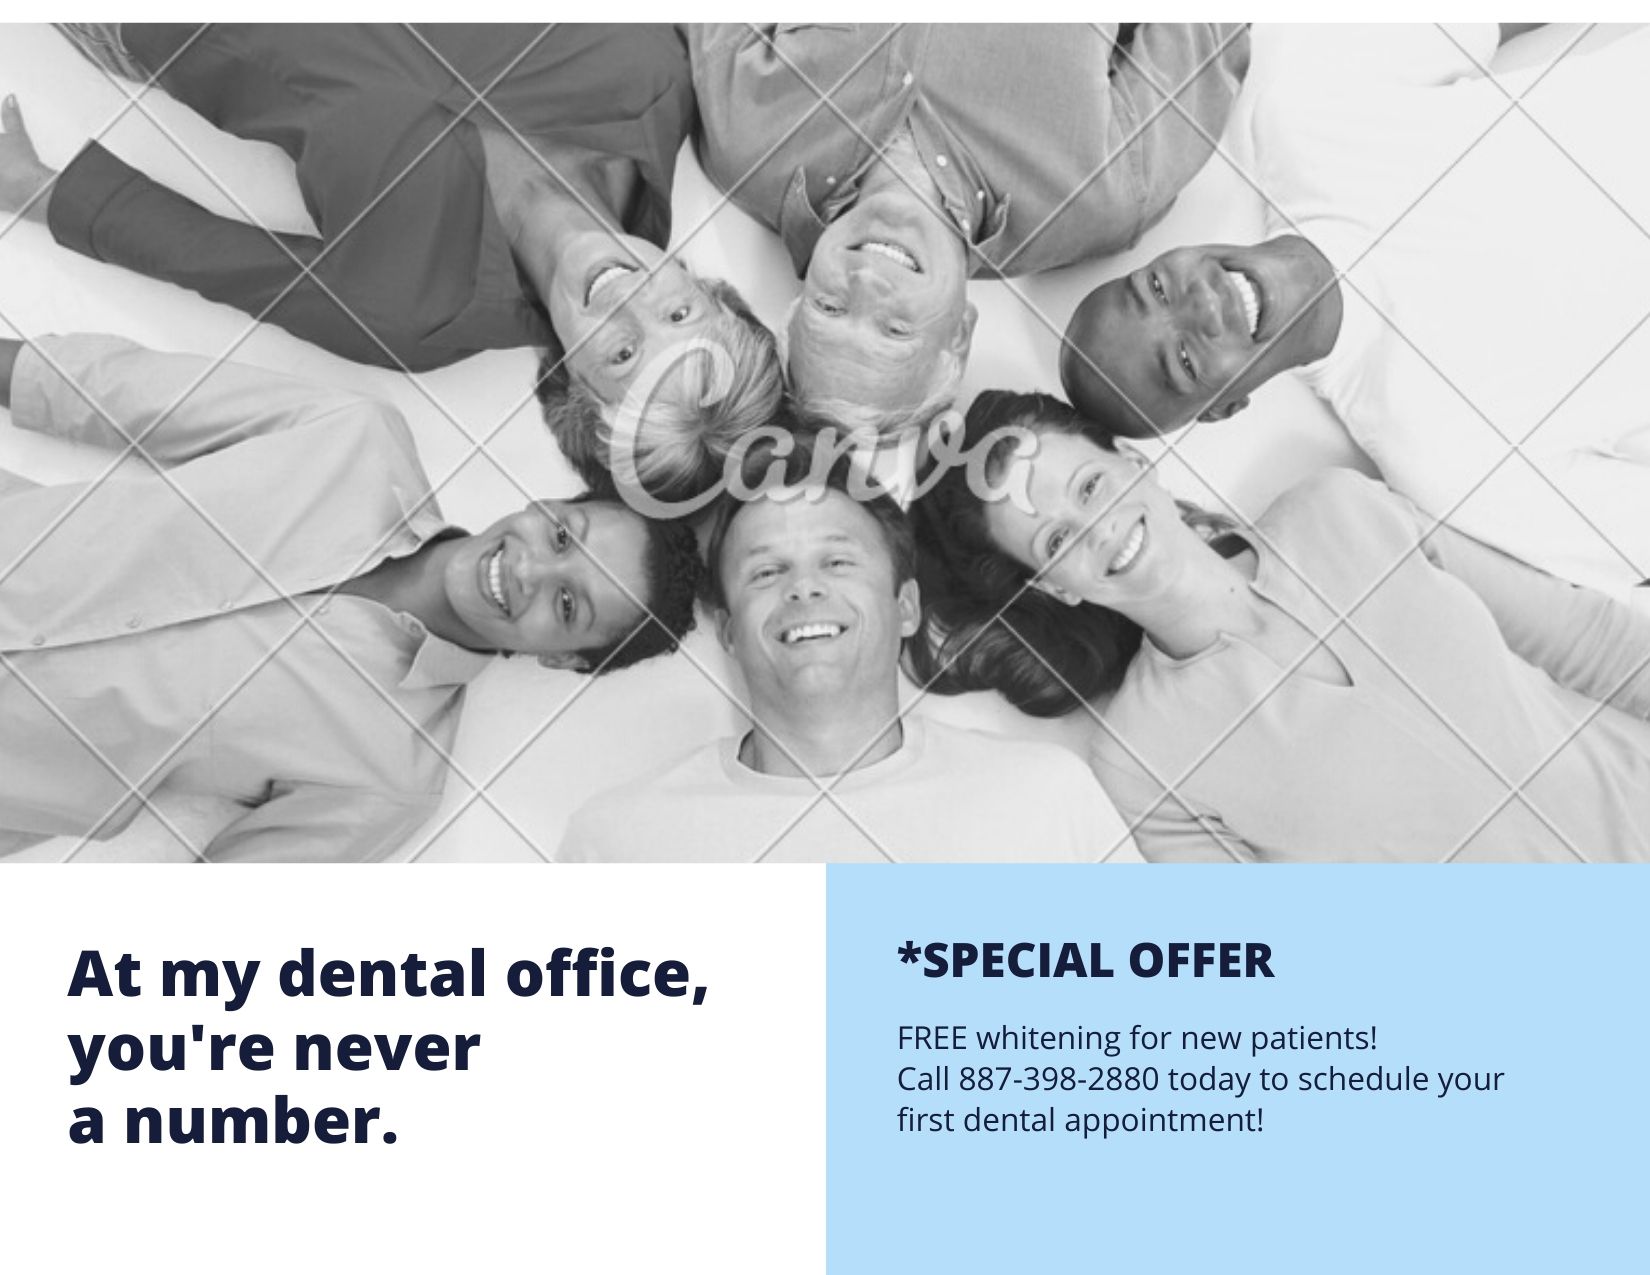 Canva
At my dental office,
you're never
a number.
*SPECIAL OFFER
FREE whitening for new patients!
Call 887-398-2880 today to schedule your
first dental appointment!